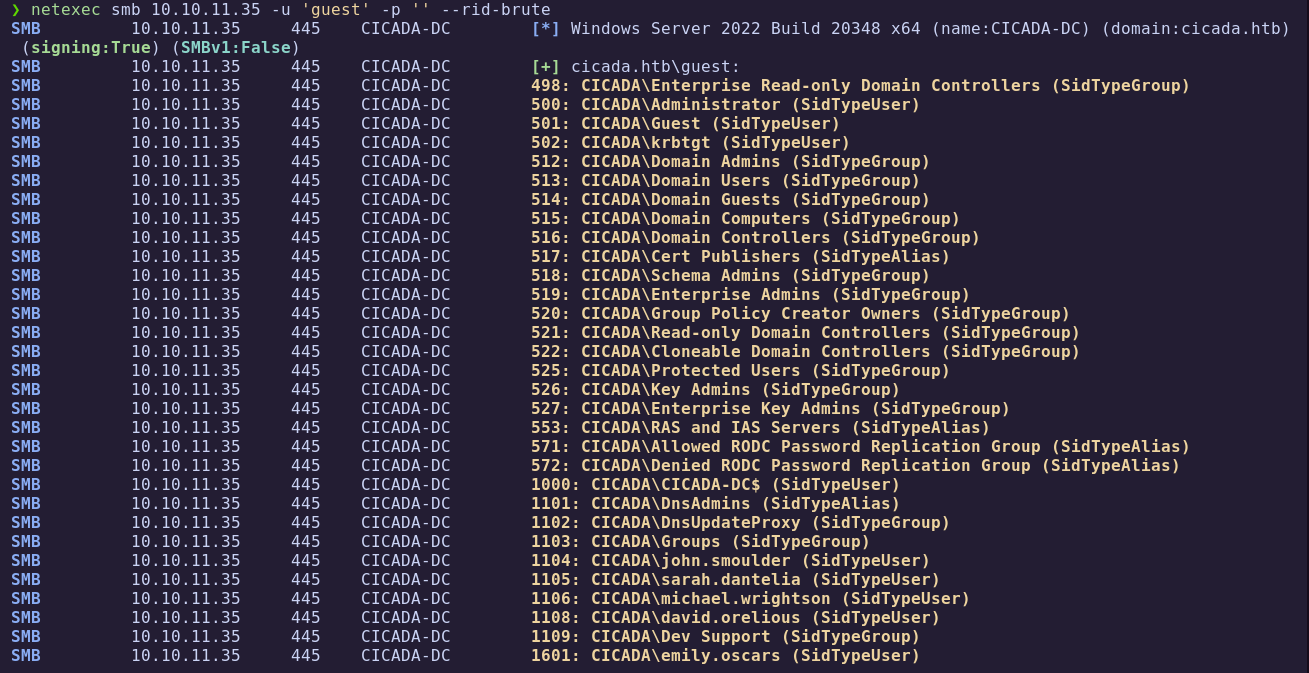 ❯ netexec smb 10.10.11.35 -u 'guest' -p '' --rid-brute
SMB 10.10.11.35 445 CICADA-DC [*] Windows Server 2022 Build 20348 x64 (name:CICADA-DC) (domain:cicada.htb)
(signing:True) (SMBv1:False)
SMB 10.10.11.35 445 CICADA-DC [+] cicada.htb\guest:
SMB 10.10.11.35 445 CICADA-DC 498: CICADA\Enterprise Read-only Domain Controllers (SidTypeGroup)
SMB 10.10.11.35 445 CICADA-DC 500: CICADA\Administrator (SidTypeUser)
SMB 10.10.11.35 445 CICADA-DC 501: CICADA\Guest (SidTypeUser)
SMB 10.10.11.35 445 CICADA-DC 502: CICADA\krbtgt (SidTypeUser)
SMB 10.10.11.35 445 CICADA-DC 512: CICADA\Domain Admins (SidTypeGroup)
SMB 10.10.11.35 445 CICADA-DC 513: CICADA\Domain Users (SidTypeGroup)
SMB 10.10.11.35 445 CICADA-DC 514: CICADA\Domain Guests (SidTypeGroup)
SMB 10.10.11.35 445 CICADA-DC 515: CICADA\Domain Computers (SidTypeGroup)
SMB 10.10.11.35 445 CICADA-DC 516: CICADA\Domain Controllers (SidTypeGroup)
SMB 10.10.11.35 445 CICADA-DC 517: CICADA\Cert Publishers (SidTypeAlias)
SMB 10.10.11.35 445 CICADA-DC 518: CICADA\Schema Admins (SidTypeGroup)
SMB 10.10.11.35 445 CICADA-DC 519: CICADA\Enterprise Admins (SidTypeGroup)
SMB 10.10.11.35 445 CICADA-DC 520: CICADA\Group Policy Creator Owners (SidTypeGroup)
SMB 10.10.11.35 445 CICADA-DC 521: CICADA\Read-only Domain Controllers (SidTypeGroup)
SMB 10.10.11.35 445 CICADA-DC 522: CICADA\Cloneable Domain Controllers (SidTypeGroup)
SMB 10.10.11.35 445 CICADA-DC 525: CICADA\Protected Users (SidTypeGroup)
SMB 10.10.11.35 445 CICADA-DC 526: CICADA\Key Admins (SidTypeGroup)
SMB 10.10.11.35 445 CICADA-DC 527: CICADA\Enterprise Key Admins (SidTypeGroup)
SMB 10.10.11.35 445 CICADA-DC 553: CICADA\RAS and IAS Servers (SidTypeAlias)
SMB 10.10.11.35 445 CICADA-DC 571: CICADA\Allowed RODC Password Replication Group (SidTypeAlias)
SMB 10.10.11.35 445 CICADA-DC 572: CICADA\Denied RODC Password Replication Group (SidTypeAlias)
SMB 10.10.11.35 445 CICADA-DC 1000: CICADA\CICADA-DC$ (SidTypeUser)
SMB 10.10.11.35 445 CICADA-DC 1101: CICADA\DnsAdmins (SidTypeAlias)
SMB 10.10.11.35 445 CICADA-DC 1102: CICADA\DnsUpdateProxy (SidTypeGroup)
SMB 10.10.11.35 445 CICADA-DC 1103: CICADA\Groups (SidTypeGroup)
SMB 10.10.11.35 445 CICADA-DC 1104: CICADA\john.smoulder (SidTypeUser)
SMB 10.10.11.35 445 CICADA-DC 1105: CICADA\sarah.dantelia (SidTypeUser)
SMB 10.10.11.35 445 CICADA-DC 1106: CICADA\michael.wrightson (SidTypeUser)
SMB 10.10.11.35 445 CICADA-DC 1108: CICADA\david.orelious (SidTypeUser)
SMB 10.10.11.35 445 CICADA-DC 1109: CICADA\Dev Support (SidTypeGroup)
SMB 10.10.11.35 445 CICADA-DC 1601: CICADA\emily.oscars (SidTypeUser)